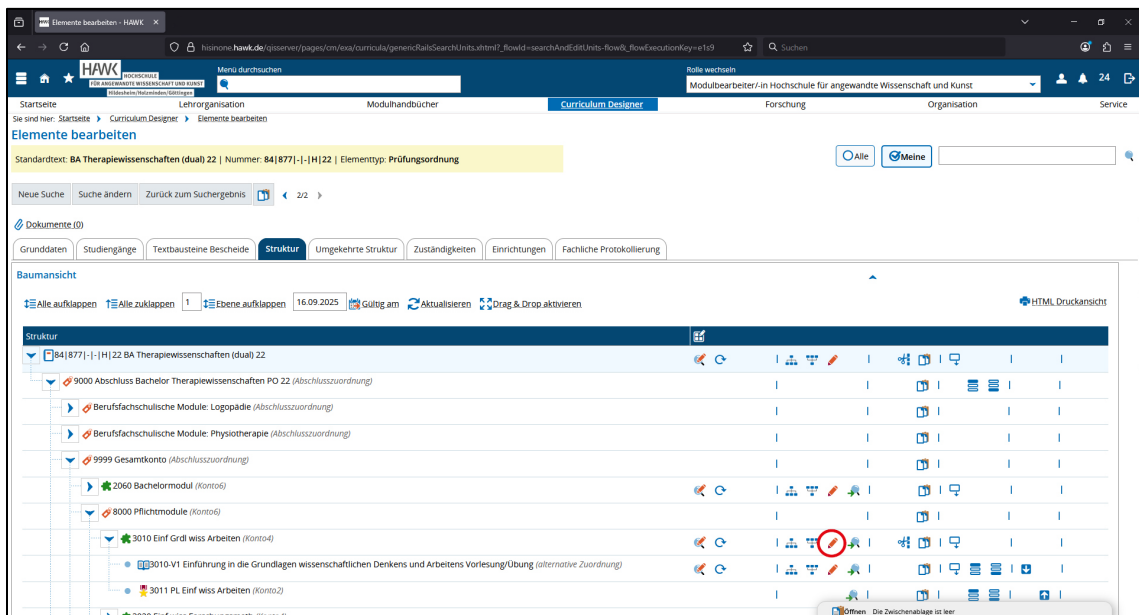 Elemente bearbeiten - HAWK
hisinone.hawk.de/qisserver/pages/cm/exa/curricula/genericRailsSearchUnits.xhtml?_flowId=searchAndEditUnits-flow&_flowExecutionKey=e1s9
Suchen
HAWK HOCHSCHULE
FÜR ANGEWANDTE WISSENSCHAFT UND KUNST
Hildesheim/Holzminden/Göttingen
Menü durchsuchen
Rolle wechseln
Modulbearbeiter/-in Hochschule für angewandte Wissenschaft und Kunst
24
Startseite Lehrorganisation Modulhandbücher Curriculum Designer Forschung Organisation Service
Sie sind hier: Startseite Curriculum Designer Elemente bearbeiten
Elemente bearbeiten
Standardtext: BA Therapiewissenschaften (dual) 22 | Nummer: 84|877|-|-|H|22 | Elementtyp: Prüfungsordnung
Alle Meine
Neue Suche Suche ändern Zurück zum Suchergebnis 2/2
Dokumente (0)
Grunddaten Studiengänge Textbausteine Bescheide Struktur Umgekehrte Struktur Zuständigkeiten Einrichtungen Fachliche Protokollierung
Baumansicht
Alle aufklappen Alle zuklappen 1 Ebene aufklappen 16.09.2025 Gültig am Aktualisieren Drag & Drop aktivieren HTML Druckansicht
Struktur
84|877|-|-|H|22 BA Therapiewissenschaften (dual) 22
9000 Abschluss Bachelor Therapiewissenschaften PO 22 (Abschlusszuordnung)
Berufsfachschulische Module: Logopädie (Abschlusszuordnung)
Berufsfachschulische Module: Physiotherapie (Abschlusszuordnung)
9999 Gesamtkonto (Abschlusszuordnung)
2060 Bachelormodul (Konto6)
8000 Pflichtmodule (Konto6)
3010 Einf Grdl wiss Arbeiten (Konto4)
3010-V1 Einführung in die Grundlagen wissenschaftlichen Denkens und Arbeitens Vorlesung/Übung (alternative Zuordnung)
3011 PL Einf wiss Arbeiten (Konto2)
Öffnen Die Zwischenablage ist leer